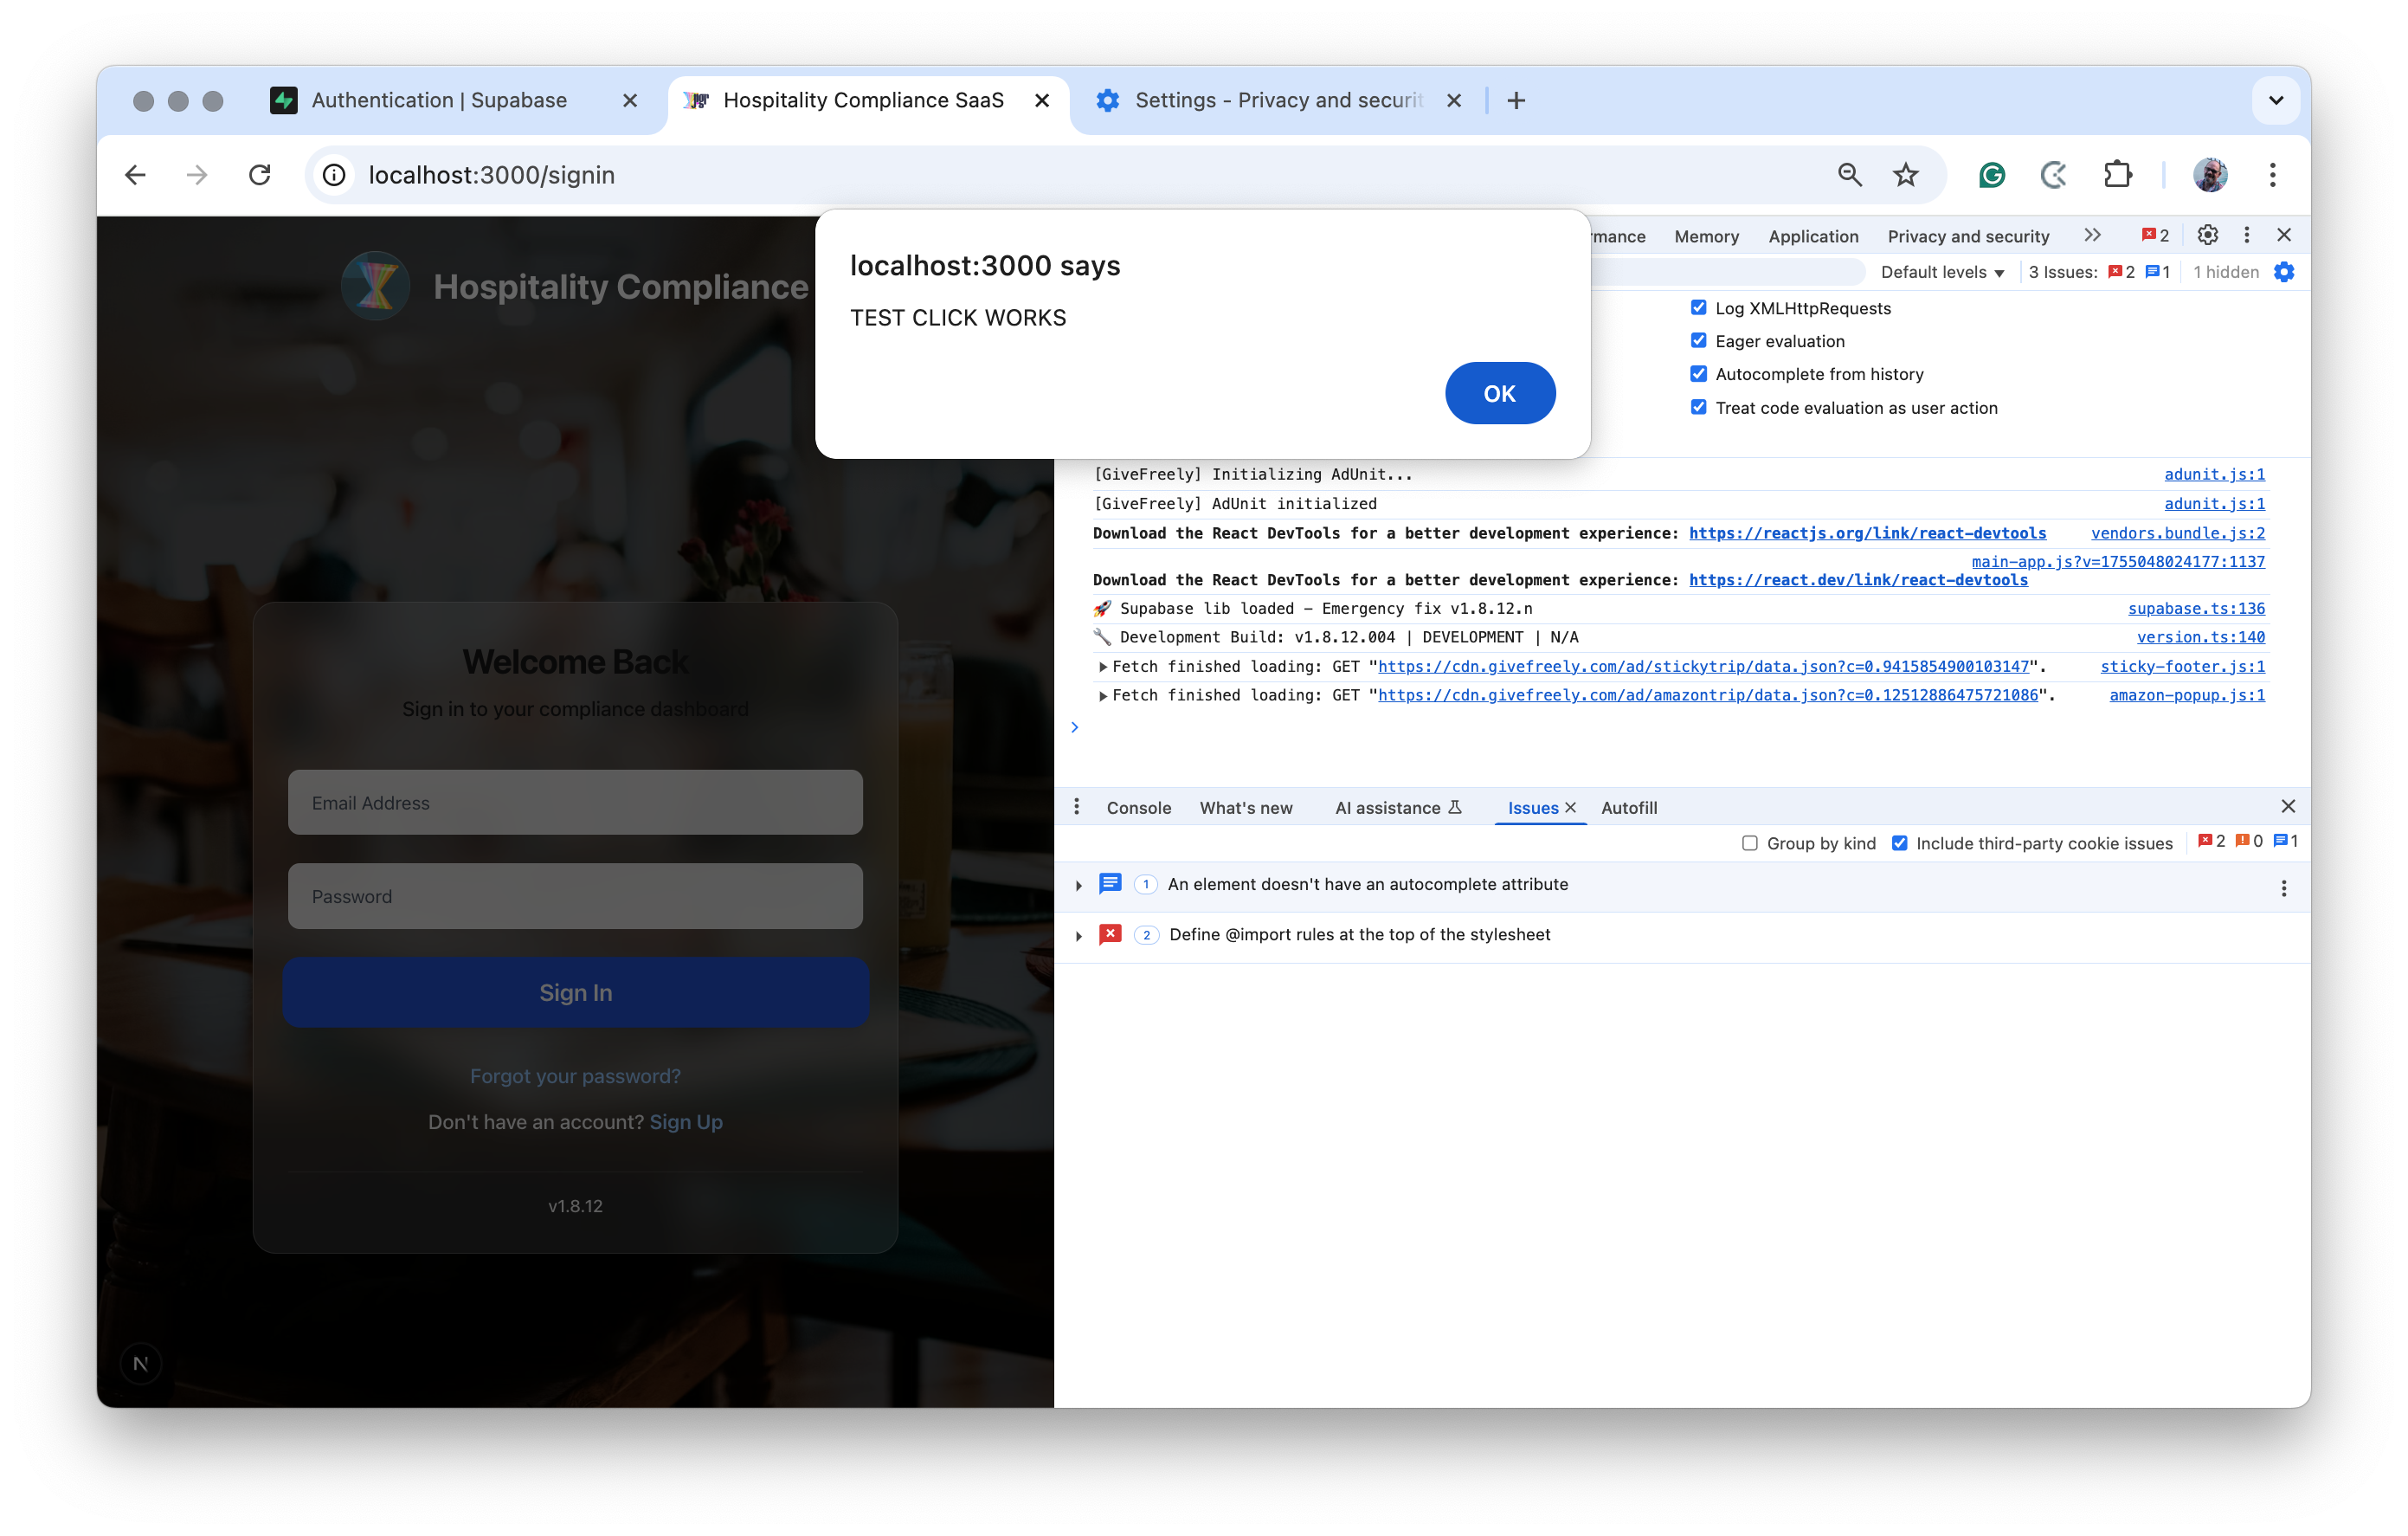 Authentication | Supabase
Hospitality Compliance SaaS
Settings - Privacy and securit
localhost:3000/signin
Hospitality Compliance
localhost:3000 says
TEST CLICK WORKS
OK
mance
Memory
Application
Privacy and security
2
Default levels
3 Issues:
2
1
1 hidden
Log XMLHttpRequests
Eager evaluation
Autocomplete from history
Treat code evaluation as user action
[GiveFreely] Initializing AdUnit... adunit.js:1
[GiveFreely] AdUnit initialized adunit.js:1
Download the React DevTools for a better development experience: https://reactjs.org/link/react-devtools vendors.bundle.js:2
main-app.js?v=1755048024177:1137
Download the React DevTools for a better development experience: https://react.dev/link/react-devtools
🚀 Supabase lib loaded – Emergency fix v1.8.12.n supabase.ts:136
🔧 Development Build: v1.8.12.004 | DEVELOPMENT | N/A version.ts:140
Fetch finished loading: GET "https://cdn.givefreely.com/ad/stickytrip/data.json?c=0.9415854900103147". sticky-footer.js:1
Fetch finished loading: GET "https://cdn.givefreely.com/ad/amazontrip/data.json?c=0.12512886475721086". amazon-popup.js:1
Console
What's new
AI assistance
Issues
Autofill
Group by kind
Include third-party cookie issues
2
0
1
1 An element doesn't have an autocomplete attribute
2 Define @import rules at the top of the stylesheet
Welcome Back
Sign in to your compliance dashboard
Email Address
Password
Sign In
Forgot your password?
Don't have an account? Sign Up
v1.8.12
N